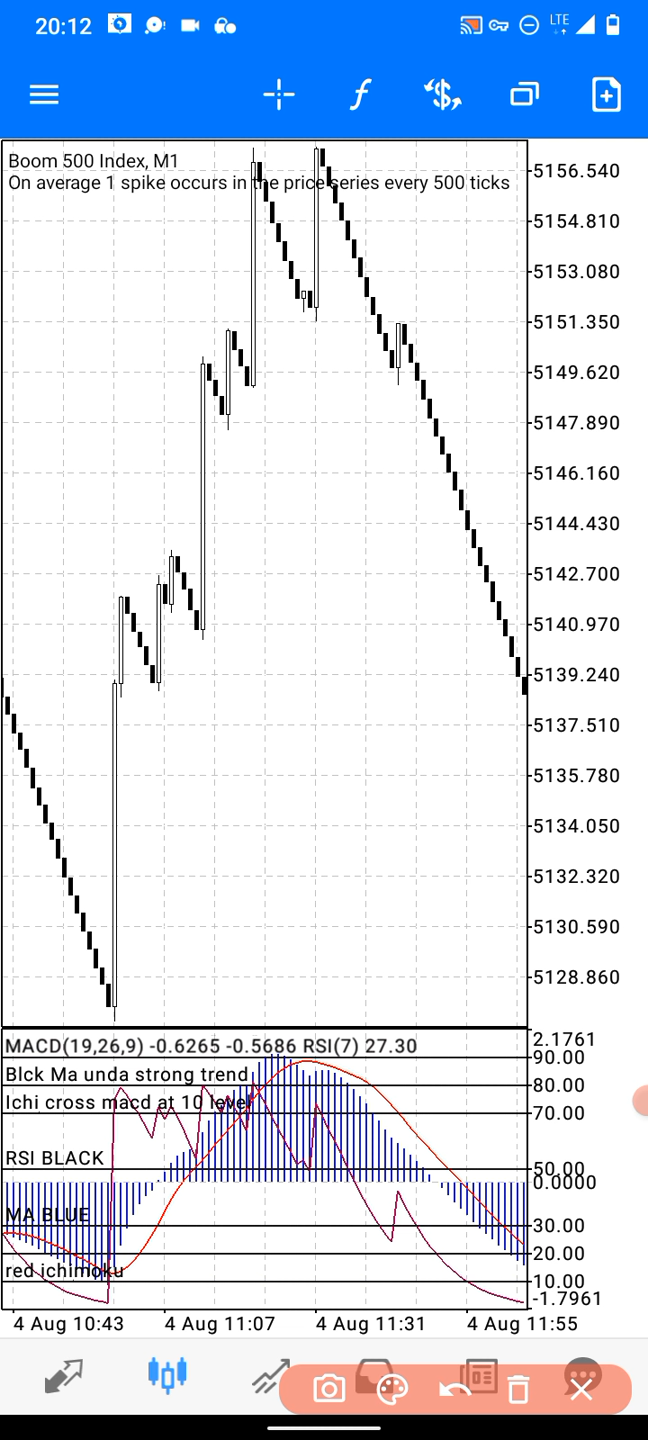 20:12
LTE
f
$
Boom 500 Index, M1
On average 1 spike occurs in the price series every 500 ticks
5156.540
5154.810
5153.080
5151.350
5149.620
5147.890
5146.160
5144.430
5142.700
5140.970
5139.240
5137.510
5135.780
5134.050
5132.320
5130.590
5128.860
MACD(19,26,9) -0.6265 -0.5686 RSI(7) 27.30
2.1761
90.00
Blck Ma unda strong trend
80.00
Ichi cross macd at 10 level
70.00
RSI BLACK
50.00
0.0000
MA BLUE
30.00
20.00
red ichimoku
10.00
-1.7961
4 Aug 10:43 4 Aug 11:07 4 Aug 11:31 4 Aug 11:55